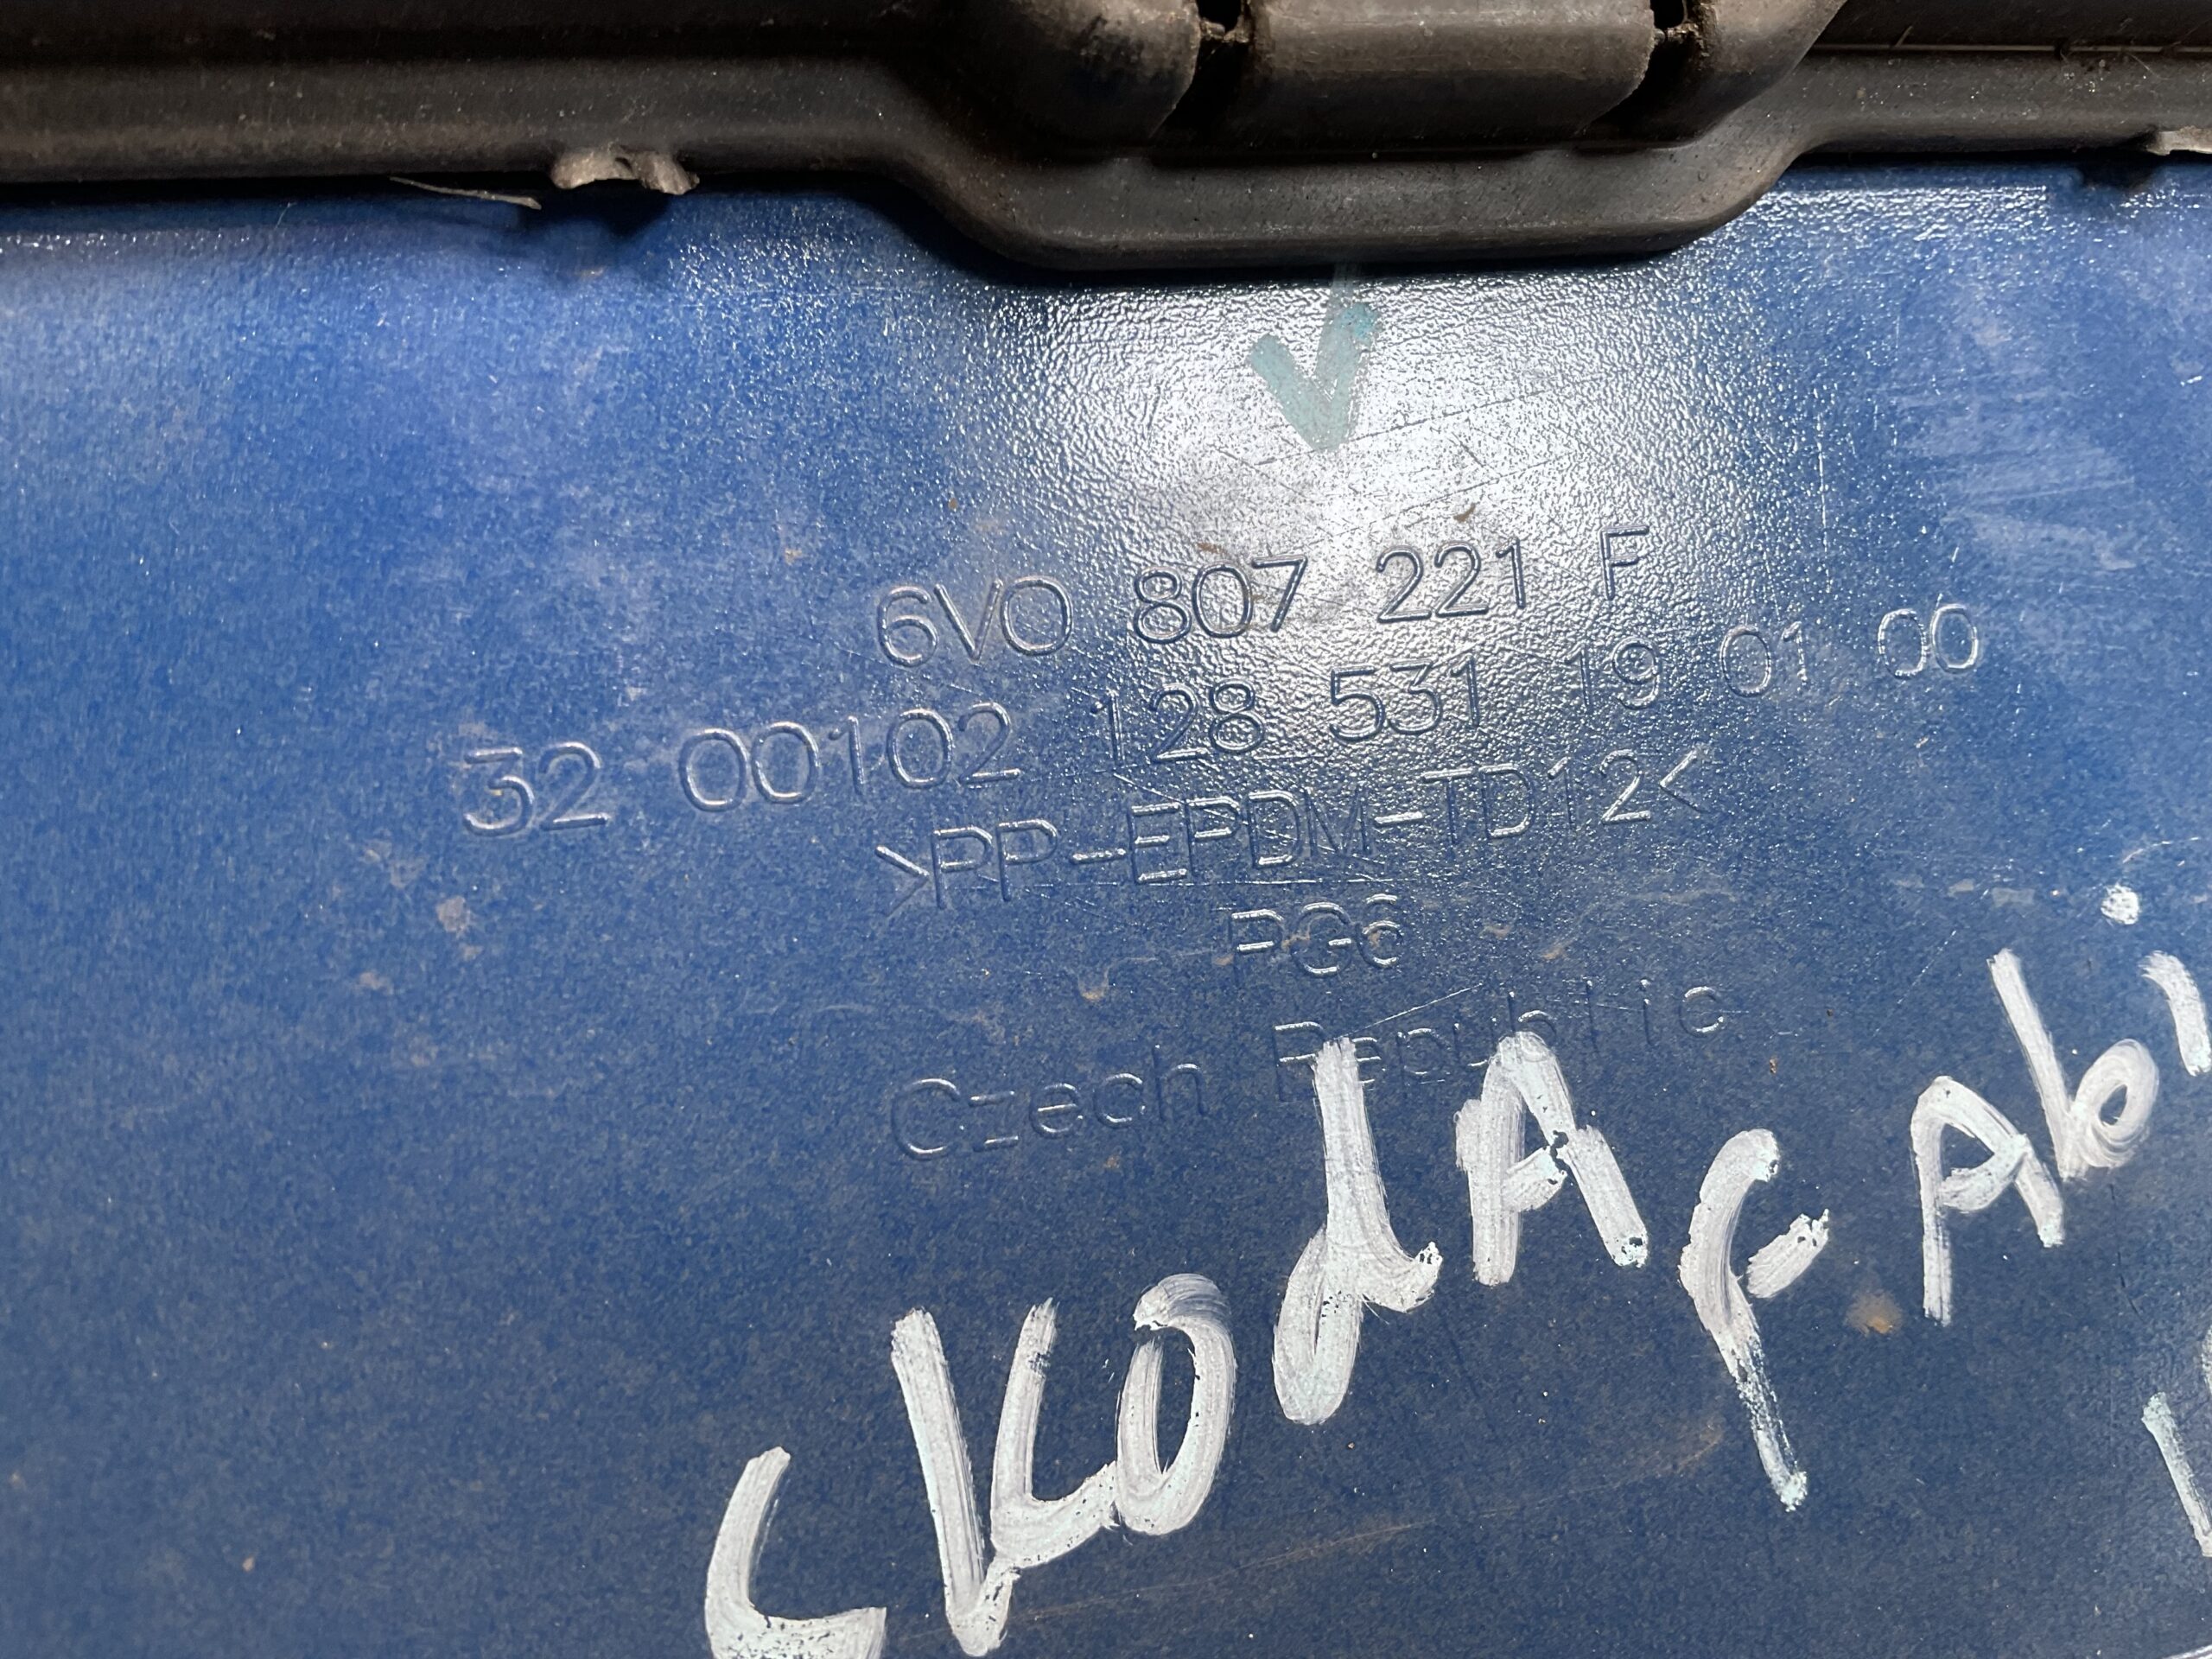 6V0 807 221 F
32 00102 128 531 19 01 00
>PP-EPDM-TD12<
PG6
Czech Republic
SKOdA FAbi